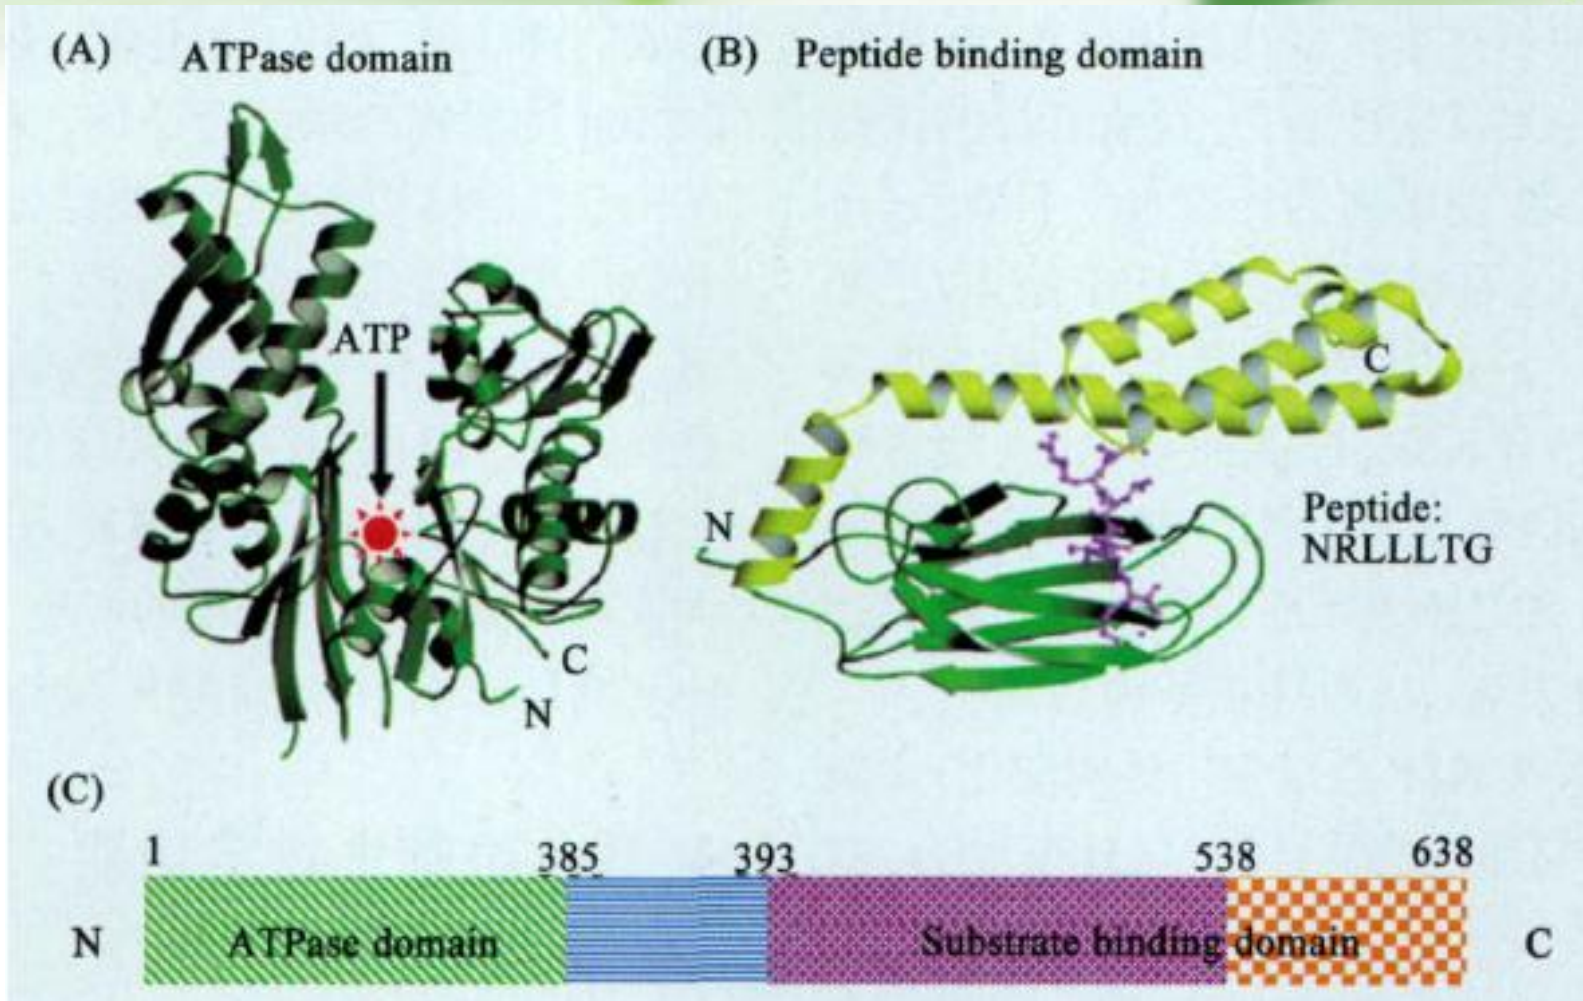 (A) ATPase domain
ATP
C
N
(B) Peptide binding domain
C
N
Peptide:
NRLLLTG
(C)
1 385 393 538 638
N ATPase domain Substrate binding domain C